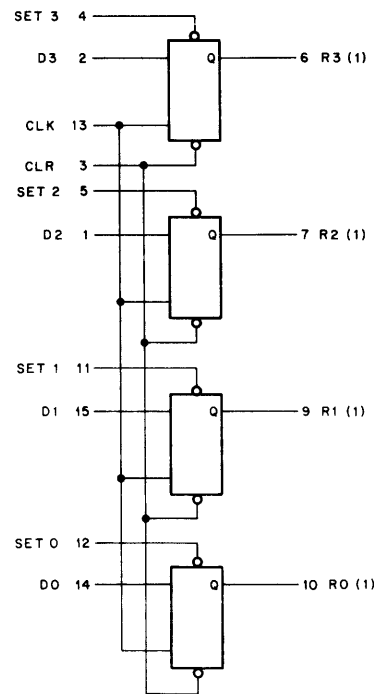 SET 3 4
D3 2 Q 6 R3 (1)
CLK 13
CLR 3
SET 2 5
D2 1 Q 7 R2 (1)
SET 1 11
D1 15 Q 9 R1 (1)
SET 0 12
D0 14 Q 10 R0 (1)